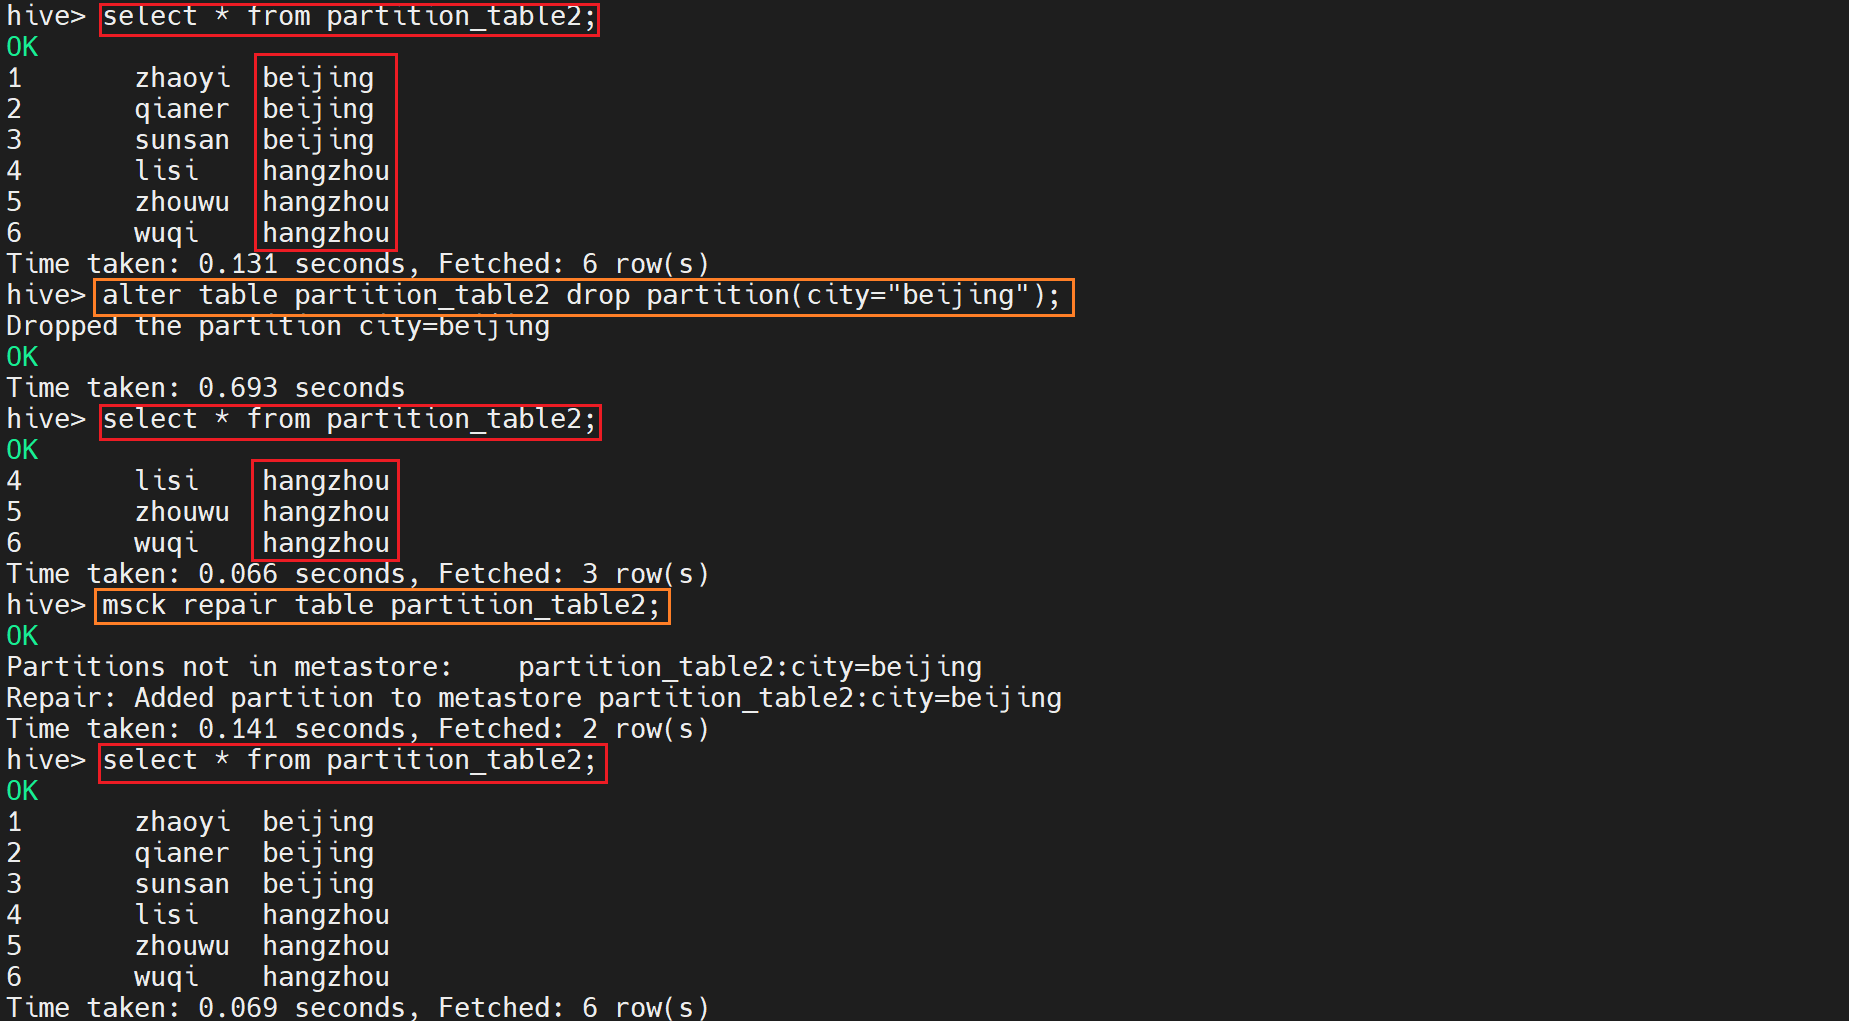 hive> select * from partition_table2;
OK
1       zhaoyi  beijing
2       qianer  beijing
3       sunsan  beijing
4       lisi    hangzhou
5       zhouwu  hangzhou
6       wuqi    hangzhou
Time taken: 0.131 seconds, Fetched: 6 row(s)
hive> alter table partition_table2 drop partition(city="beijing");
Dropped the partition city=beijing
OK
Time taken: 0.693 seconds
hive> select * from partition_table2;
OK
4       lisi    hangzhou
5       zhouwu  hangzhou
6       wuqi    hangzhou
Time taken: 0.066 seconds, Fetched: 3 row(s)
hive> msck repair table partition_table2;
OK
Partitions not in metastore:    partition_table2:city=beijing
Repair: Added partition to metastore partition_table2:city=beijing
Time taken: 0.141 seconds, Fetched: 2 row(s)
hive> select * from partition_table2;
OK
1       zhaoyi  beijing
2       qianer  beijing
3       sunsan  beijing
4       lisi    hangzhou
5       zhouwu  hangzhou
6       wuqi    hangzhou
Time taken: 0.069 seconds, Fetched: 6 row(s)